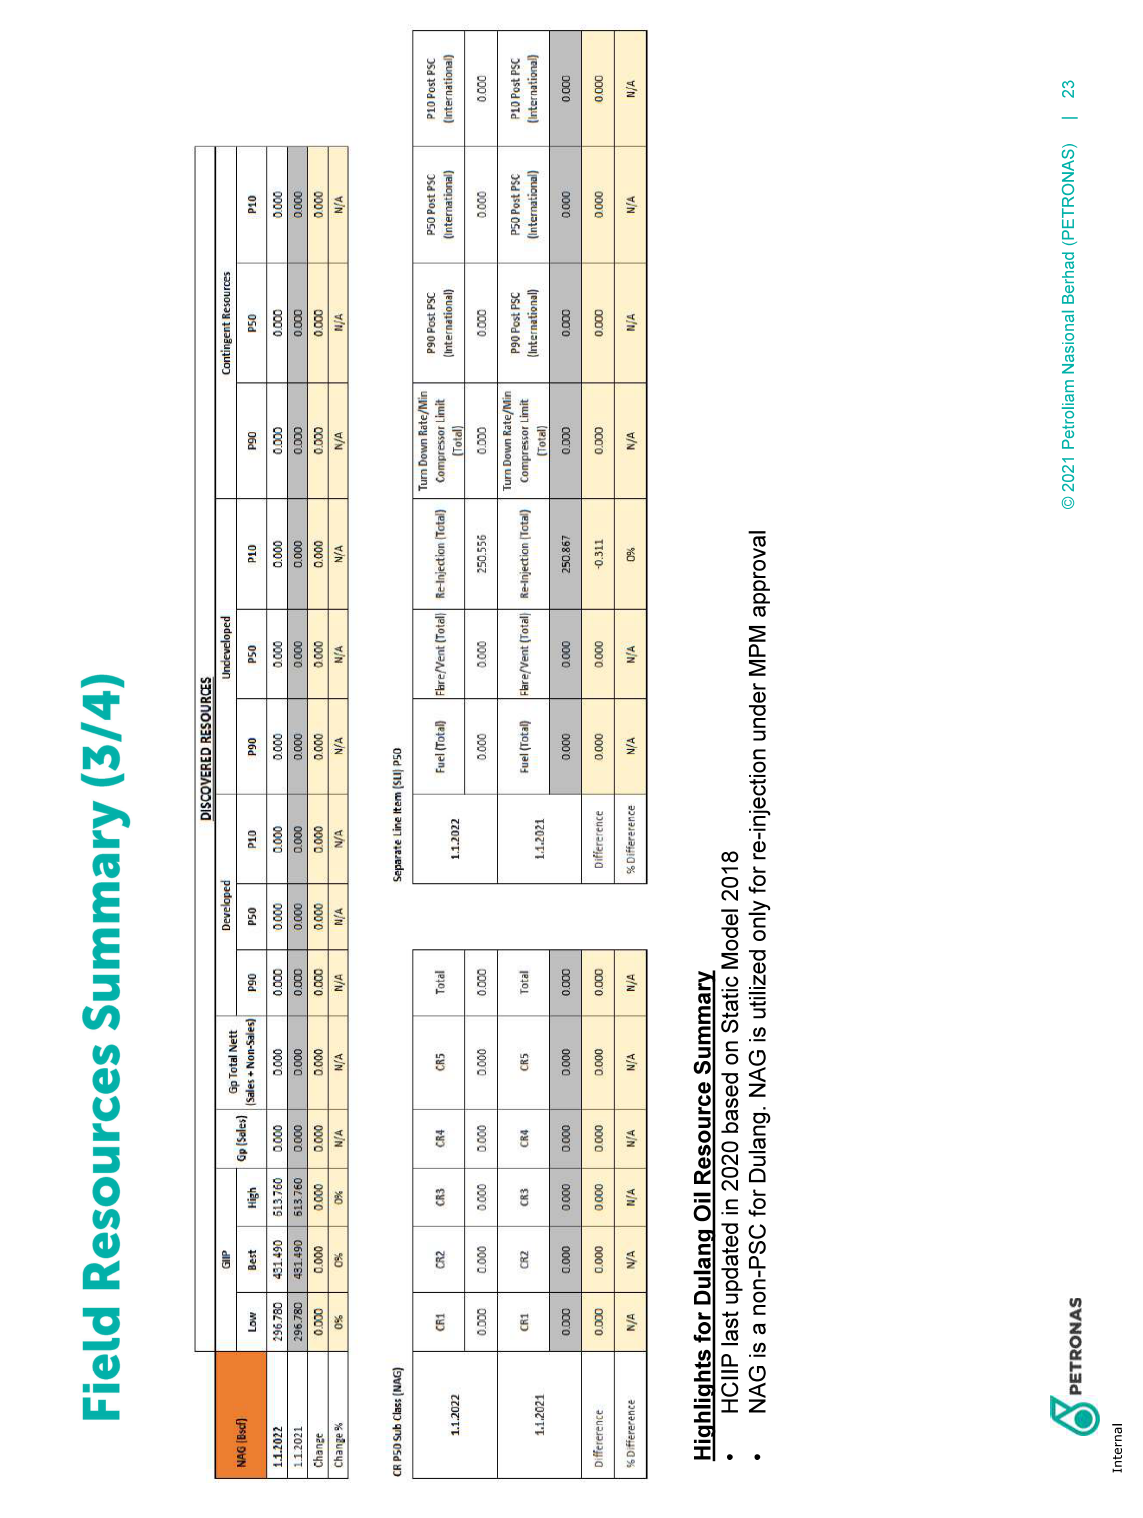 Field Resources Summary (3/4)
DISCOVERED RESOURCES
NAG (Bscf) GIIP Gp (Sales) Gp Total Nett (Sales + Non-Sales) Developed Undeveloped Contingent Resources
Low Best High P90 P50 P10 P90 P50 P10 P90 P50 P10
1.1.2022 296.780 431.490 613.760 0.000 0.000 0.000 0.000 0.000 0.000 0.000 0.000 0.000 0.000 0.000
1.1.2021 296.780 431.490 613.760 0.000 0.000 0.000 0.000 0.000 0.000 0.000 0.000 0.000 0.000 0.000
Change 0.000 0.000 0.000 0.000 0.000 0.000 0.000 0.000 0.000 0.000 0.000 0.000 0.000 0.000
Change % 0% 0% 0% N/A N/A N/A N/A N/A N/A N/A N/A N/A N/A N/A
CR P50 Sub Class (NAG)
1.1.2022 CR1 CR2 CR3 CR4 CR5 Total
0.000 0.000 0.000 0.000 0.000 0.000
1.1.2021 CR1 CR2 CR3 CR4 CR5 Total
0.000 0.000 0.000 0.000 0.000 0.000
Differerence 0.000 0.000 0.000 0.000 0.000 0.000
% Differerence N/A N/A N/A N/A N/A N/A
Separate Line Item (SLI) P50
1.1.2022 Fuel (Total) Flare/Vent (Total) Re-Injection (Total) Turn Down Rate/Min Compressor Limit (Total) P90 Post PSC (International) P50 Post PSC (International) P10 Post PSC (International)
0.000 0.000 250.556 0.000 0.000 0.000 0.000
1.1.2021 Fuel (Total) Flare/Vent (Total) Re-Injection (Total) Turn Down Rate/Min Compressor Limit (Total) P90 Post PSC (International) P50 Post PSC (International) P10 Post PSC (International)
0.000 0.000 250.867 0.000 0.000 0.000 0.000
Differerence 0.000 0.000 -0.311 0.000 0.000 0.000 0.000
% Differerence N/A N/A 0% N/A N/A N/A N/A
Highlights for Dulang Oil Resource Summary
• HCIIP last updated in 2020 based on Static Model 2018
• NAG is a non-PSC for Dulang. NAG is utilized only for re-injection under MPM approval
PETRONAS
© 2021 Petroliam Nasional Berhad (PETRONAS) | 23
Internal